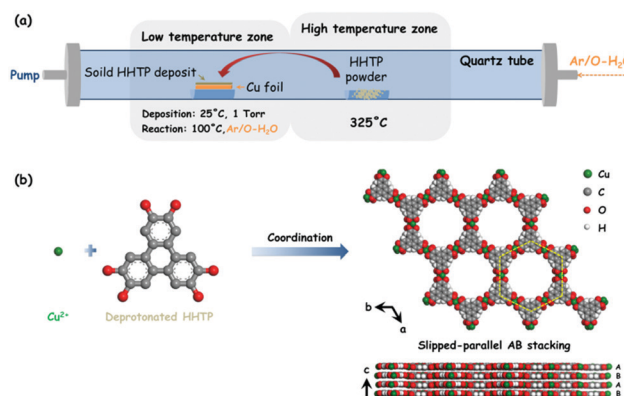 (a)
Low temperature zone
High temperature zone
Soild HHTP deposit
Cu foil
HHTP
powder
Quartz tube
Ar/O-H₂O
Pump
Deposition: 25°C, 1 Torr
Reaction: 100°C, Ar/O-H₂O
325°C
(b)
Cu
C
O
H
Coordination
Cu²⁺
Deprotonated HHTP
b
a
Slipped-parallel AB stacking
c
A
B
A
B